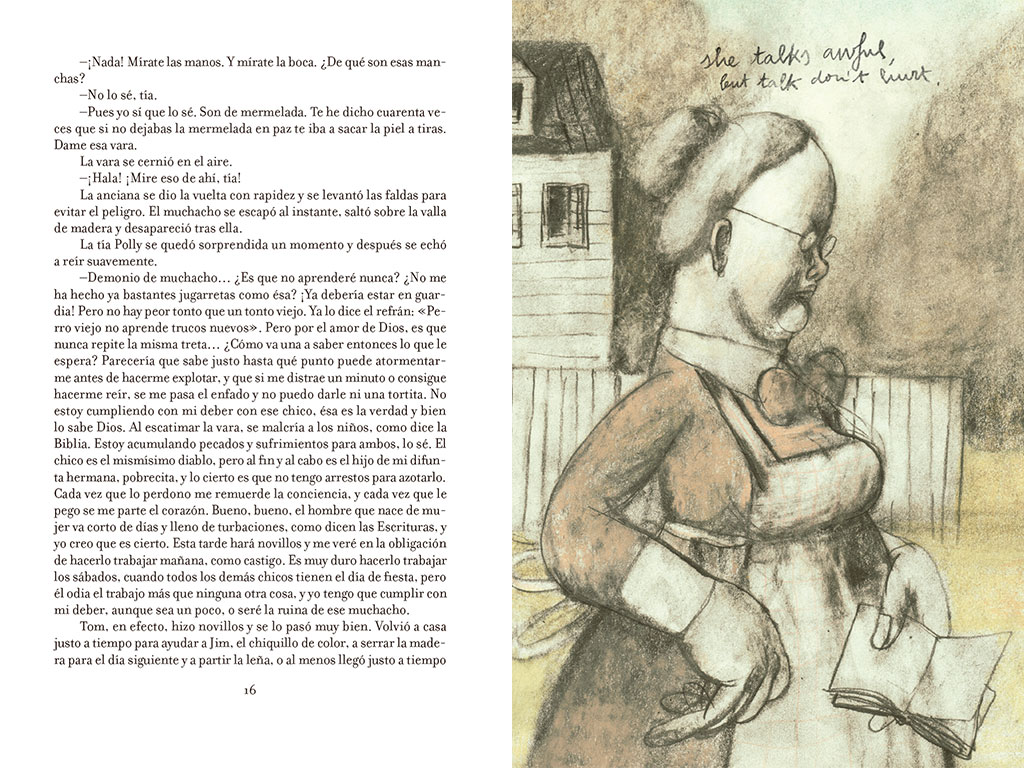 —¡Nada! Mírate las manos. Y mírate la boca. ¿De qué son esas man-
chas?
—No lo sé, tía.
—Pues yo sí que lo sé. Son de mermelada. Te he dicho cuarenta ve-
ces que si no dejabas la mermelada en paz te iba a sacar la piel a tiras.
Dame esa vara.
La vara se cernió en el aire.
—¡Hala! ¡Mire eso de ahí, tía!
La anciana se dio la vuelta con rapidez y se levantó las faldas para
evitar el peligro. El muchacho se escapó al instante, saltó sobre la valla
de madera y desapareció tras ella.
La tía Polly se quedó sorprendida un momento y después se echó
a reír suavemente.
—Demonio de muchacho… ¿Es que no aprenderé nunca? ¿No me
ha hecho ya bastantes jugarretas como ésa? ¡Ya debería estar en guar-
dia! Pero no hay peor tonto que un tonto viejo. Ya lo dice el refrán: «Pe-
rro viejo no aprende trucos nuevos». Pero por el amor de Dios, es que
nunca repite la misma treta… ¿Cómo va una a saber entonces lo que le
espera? Parecería que sabe justo hasta qué punto puede atormentar-
me antes de hacerme explotar, y que si me distrae un minuto o consigue
hacerme reír, se me pasa el enfado y no puedo darle ni una tortita. No
estoy cumpliendo con mi deber con ese chico, ésa es la verdad y bien
lo sabe Dios. Al escatimar la vara, se malcría a los niños, como dice la
Biblia. Estoy acumulando pecados y sufrimientos para ambos, lo sé. El
chico es el mismísimo diablo, pero al fin y al cabo es el hijo de mi difun-
ta hermana, pobrecita, y lo cierto es que no tengo arrestos para azotarlo.
Cada vez que lo perdono me remuerde la conciencia, y cada vez que le
pego se me parte el corazón. Bueno, bueno, el hombre que nace de mu-
jer va corto de días y lleno de turbaciones, como dicen las Escrituras, y
yo creo que es cierto. Esta tarde hará novillos y me veré en la obligación
de hacerlo trabajar mañana, como castigo. Es muy duro hacerlo trabajar
los sábados, cuando todos los demás chicos tienen el día de fiesta, pero
él odia el trabajo más que ninguna otra cosa, y yo tengo que cumplir con
mi deber, aunque sea un poco, o seré la ruina de ese muchacho.
Tom, en efecto, hizo novillos y se lo pasó muy bien. Volvió a casa
justo a tiempo para ayudar a Jim, el chiquillo de color, a serrar la made-
ra para el día siguiente y a partir la leña, o al menos llegó justo a tiempo
16
she talks awful,
but talk don't hurt.